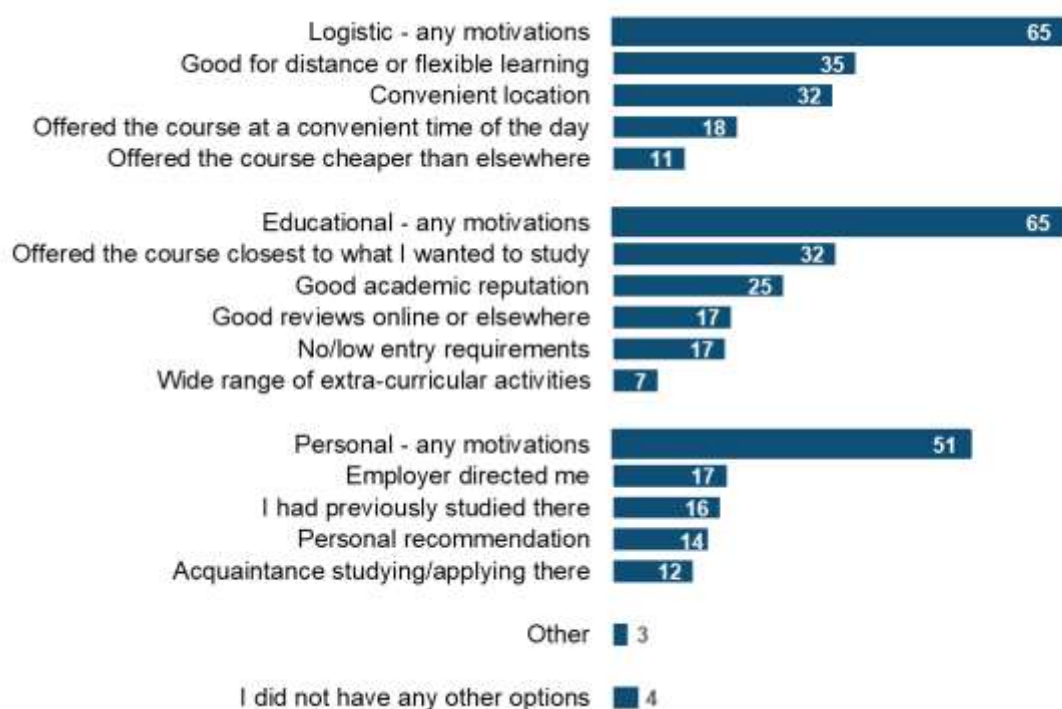 Logistic - any motivations 65
Good for distance or flexible learning 35
Convenient location 32
Offered the course at a convenient time of the day 18
Offered the course cheaper than elsewhere 11
Educational - any motivations 65
Offered the course closest to what I wanted to study 32
Good academic reputation 25
Good reviews online or elsewhere 17
No/low entry requirements 17
Wide range of extra-curricular activities 7
Personal - any motivations 51
Employer directed me 17
I had previously studied there 16
Personal recommendation 14
Acquaintance studying/applying there 12
Other 3
I did not have any other options 4